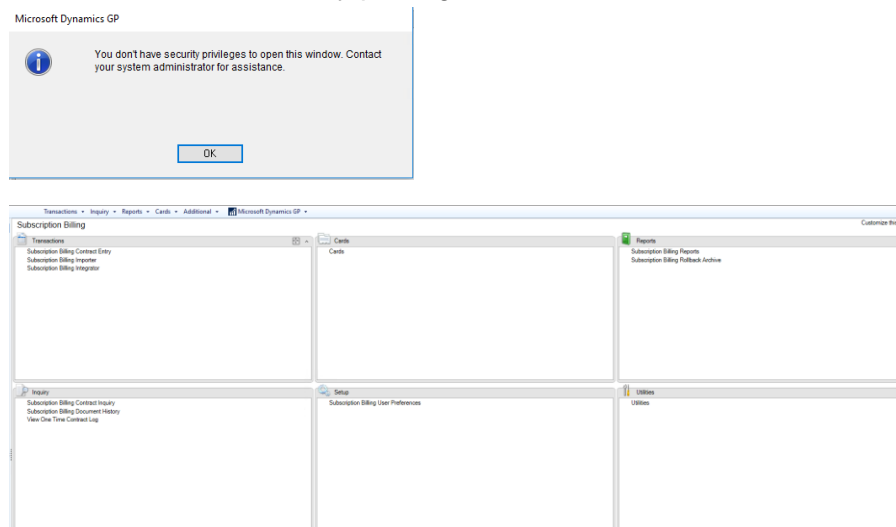 Microsoft Dynamics GP
You don't have security privileges to open this window. Contact
your system administrator for assistance.
OK
Transactions Inquiry Reports Cards Additional Microsoft Dynamics GP
Subscription Billing
Customize this
Transactions
Subscription Billing Contract Entry
Subscription Billing Importer
Subscription Billing Integrator
Cards
Cards
Reports
Subscription Billing Reports
Subscription Billing Rollback Archive
Inquiry
Subscription Billing Contract Inquiry
Subscription Billing Document History
View One Time Contract Log
Setup
Subscription Billing User Preferences
Utilities
Utilities